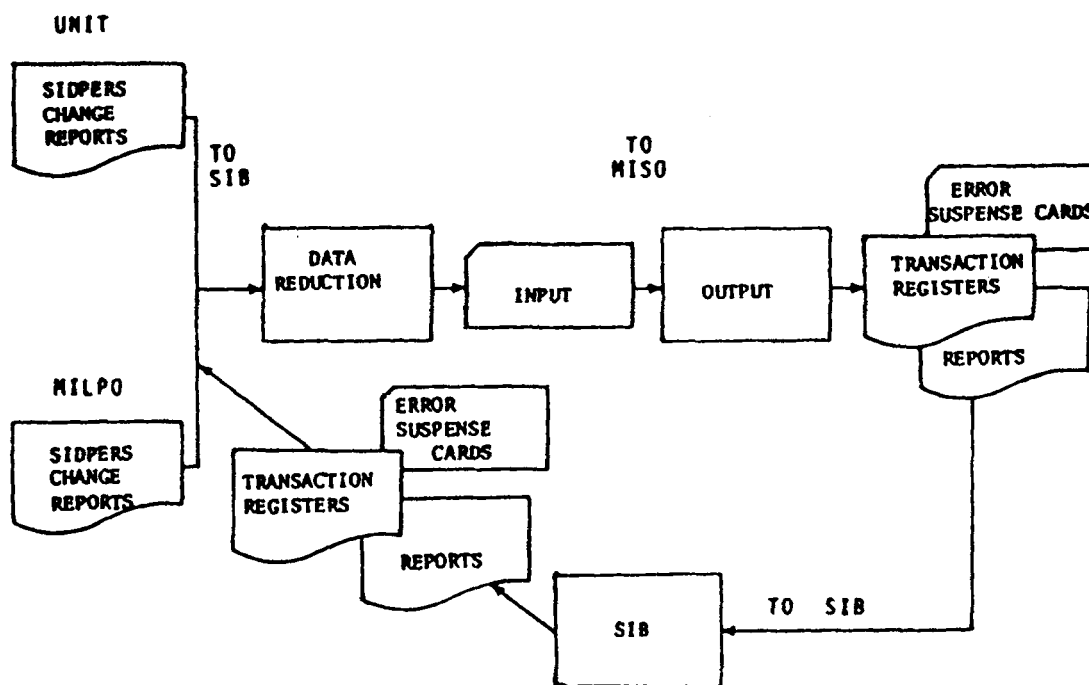 UNIT
SIDPERS
CHANGE
REPORTS
TO
SIB
TO
MISO
DATA
REDUCTION
INPUT
OUTPUT
ERROR
SUSPENSE CARDS
TRANSACTION
REGISTERS
REPORTS
MILPO
SIDPERS
CHANGE
REPORTS
ERROR
SUSPENSE
CARDS
TRANSACTION
REGISTERS
REPORTS
SIB
TO SIB